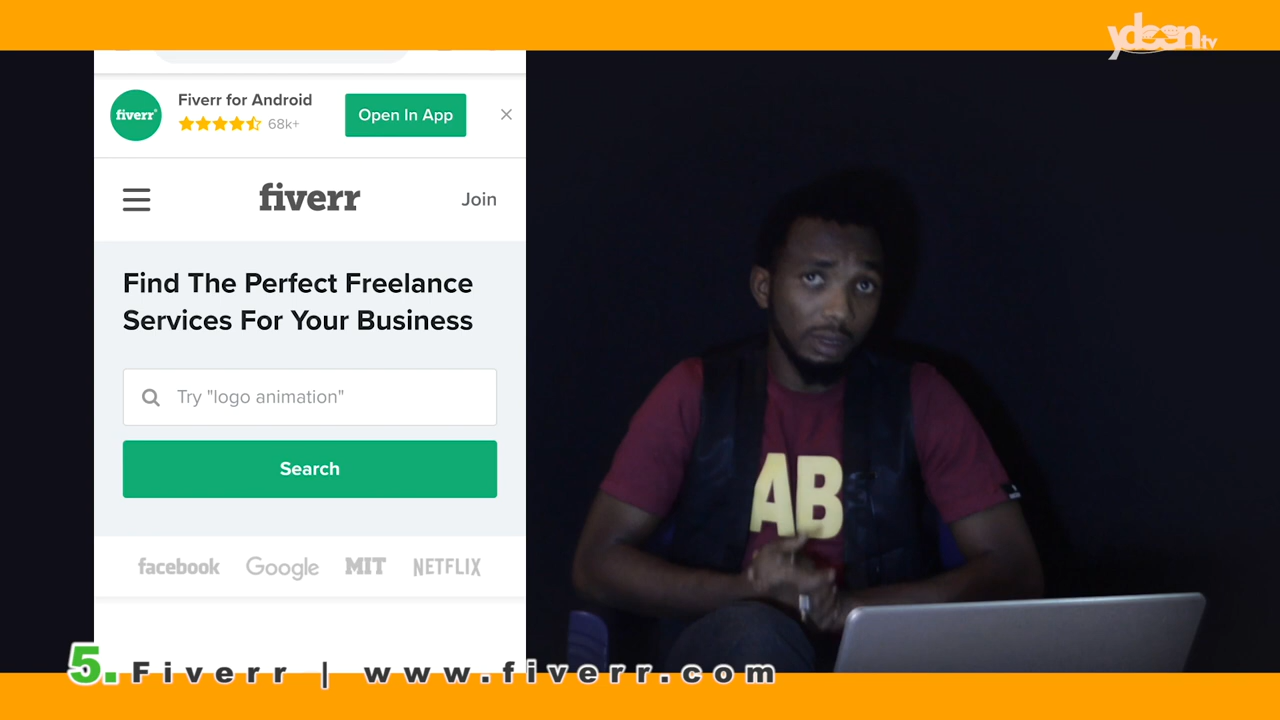 ydeen tv
fiverr
Fiverr for Android
68k+
Open In App
×
fiverr
Join
Find The Perfect Freelance
Services For Your Business
Try "logo animation"
Search
facebook Google MIT NETFLIX
AB
5. Fiverr | www.fiverr.com